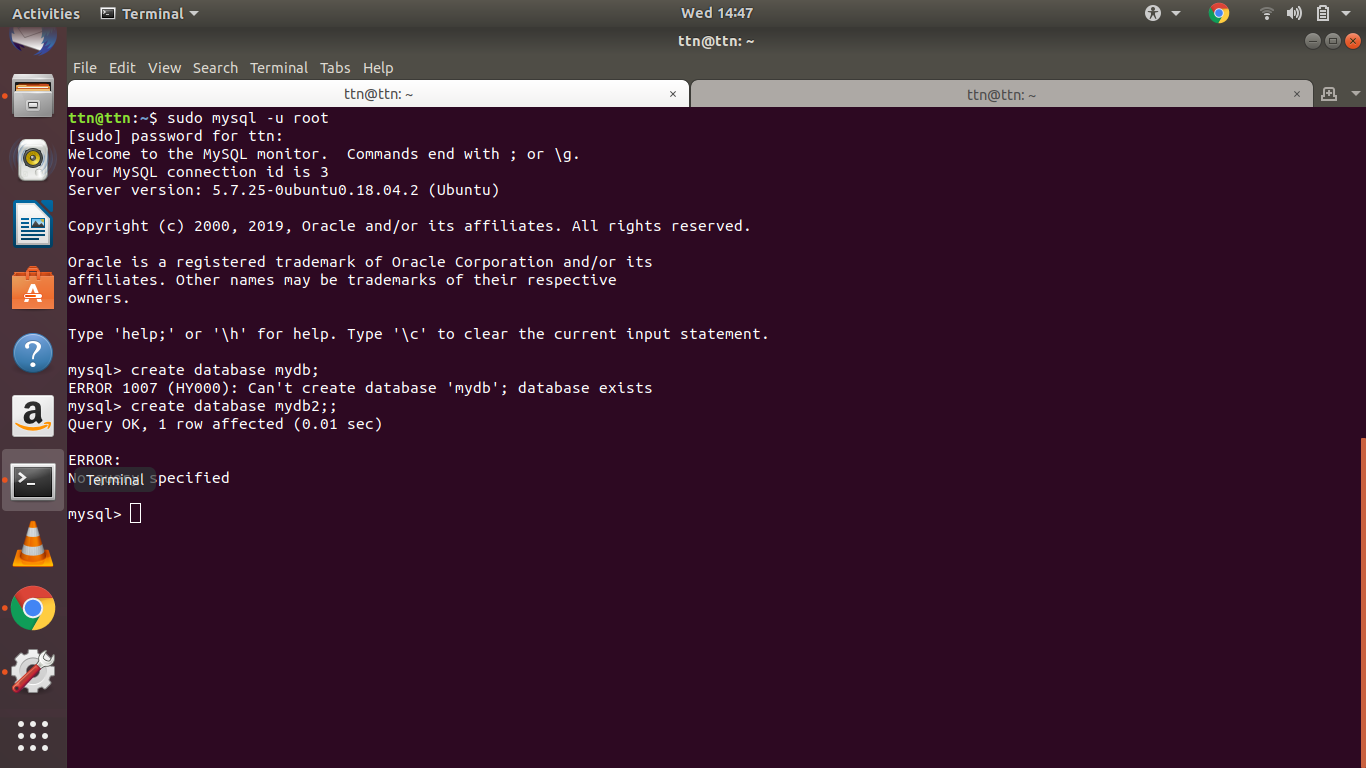 Activities Terminal Wed 14:47
ttn@ttn: ~
File Edit View Search Terminal Tabs Help
ttn@ttn: ~ × ttn@ttn: ~ ×
ttn@ttn:~$ sudo mysql -u root
[sudo] password for ttn:
Welcome to the MySQL monitor.  Commands end with ; or \g.
Your MySQL connection id is 3
Server version: 5.7.25-0ubuntu0.18.04.2 (Ubuntu)
Copyright (c) 2000, 2019, Oracle and/or its affiliates. All rights reserved.
Oracle is a registered trademark of Oracle Corporation and/or its
affiliates. Other names may be trademarks of their respective
owners.
Type 'help;' or '\h' for help. Type '\c' to clear the current input statement.
mysql> create database mydb;
ERROR 1007 (HY000): Can't create database 'mydb'; database exists
mysql> create database mydb2;;
Query OK, 1 row affected (0.01 sec)
ERROR:
No query specified
Terminal
mysql>